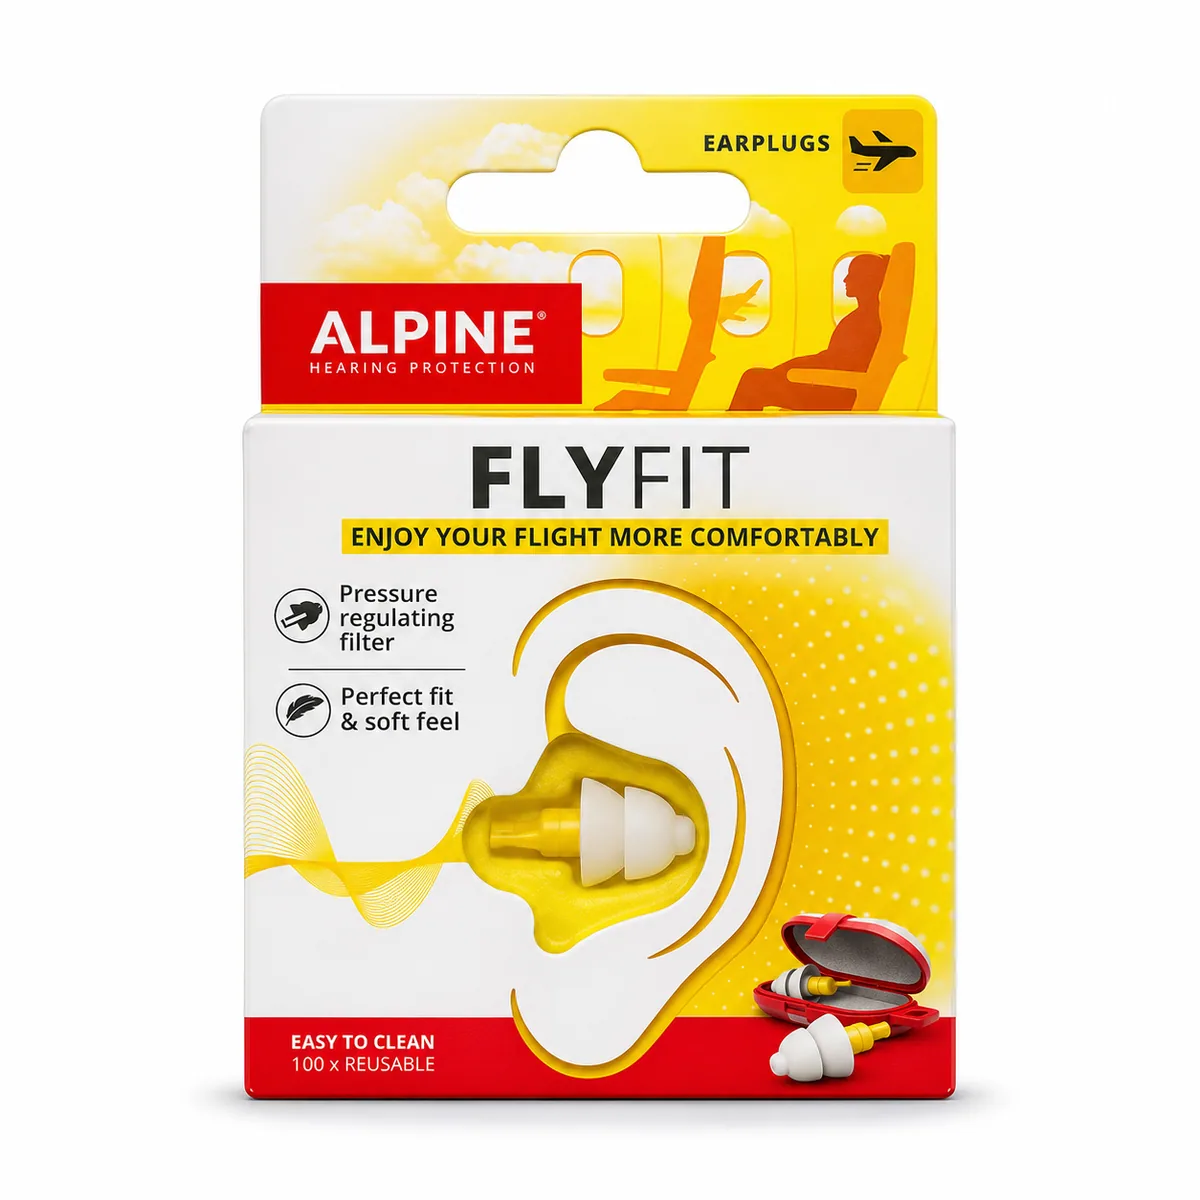 EARPLUGS
ALPINE®
HEARING PROTECTION
FLYFIT
ENJOY YOUR FLIGHT MORE COMFORTABLY
Pressure
regulating
filter
Perfect fit
& soft feel
EASY TO CLEAN
100 x REUSABLE